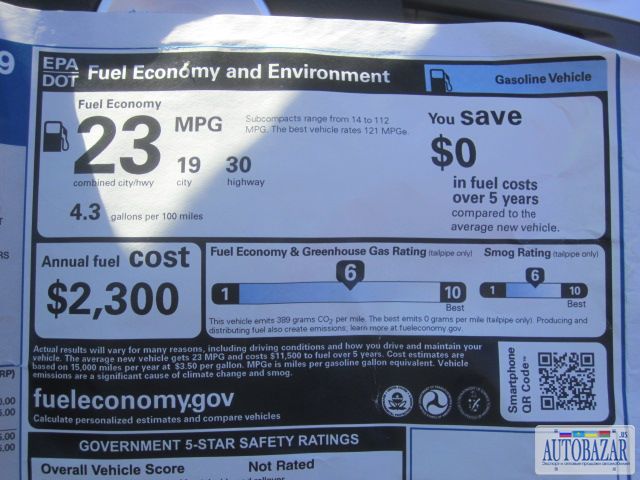 9
EPA
DOT
Fuel Economy and Environment
Gasoline Vehicle
Fuel Economy
23
MPG
combined city/hwy
19
city
30
highway
4.3 gallons per 100 miles
Subcompacts range from 14 to 112
MPG. The best vehicle rates 121 MPGe.
You save
$0
in fuel costs
over 5 years
compared to the
average new vehicle.
Annual fuel cost
$2,300
Fuel Economy & Greenhouse Gas Rating (tailpipe only)
6
1
10
Best
Smog Rating (tailpipe only)
6
1
10
Best
This vehicle emits 389 grams CO2 per mile. The best emits 0 grams per mile (tailpipe only). Producing and
distributing fuel also create emissions; learn more at fueleconomy.gov.
Actual results will vary for many reasons, including driving conditions and how you drive and maintain your
vehicle. The average new vehicle gets 23 MPG and costs $11,500 to fuel over 5 years. Cost estimates are
based on 15,000 miles per year at $3.50 per gallon. MPGe is miles per gasoline gallon equivalent. Vehicle
emissions are a significant cause of climate change and smog.
fueleconomy.gov
Calculate personalized estimates and compare vehicles
Smartphone
QR Code™
GOVERNMENT 5-STAR SAFETY RATINGS
Overall Vehicle Score
Not Rated
AUTOBAZAR.US